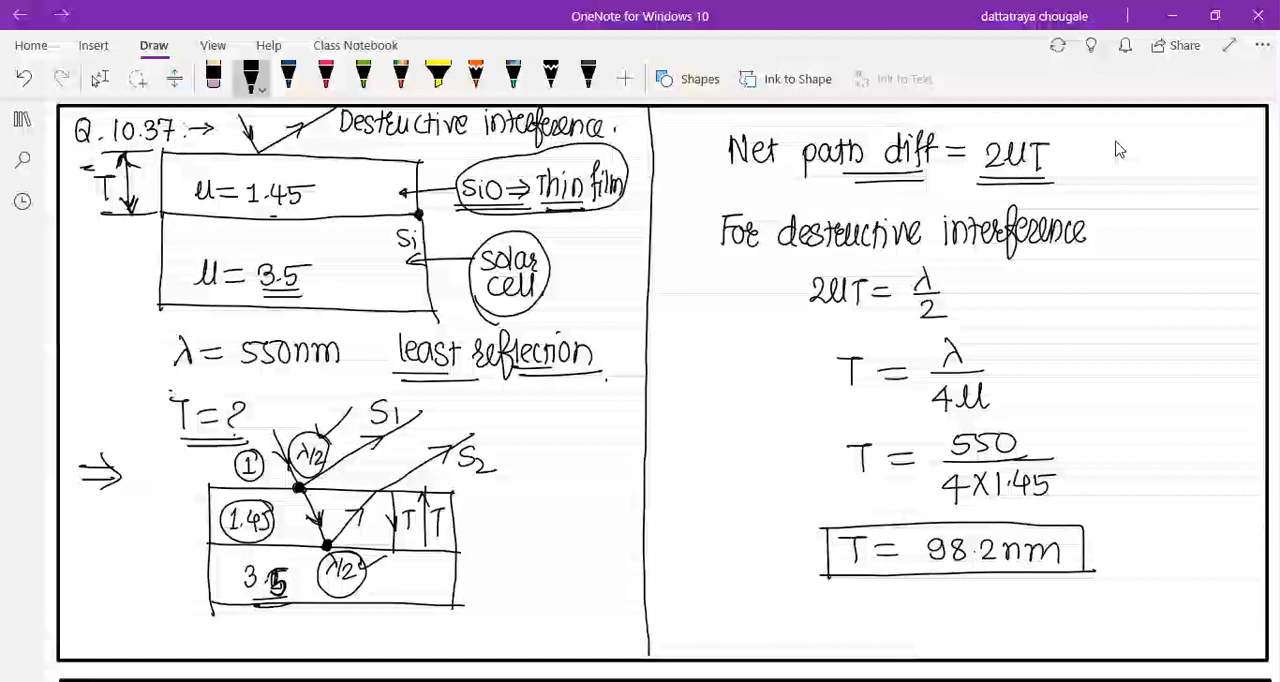 OneNote for Windows 10
dattatraya chougale
Home Insert Draw View Help Class Notebook
Share
Shapes
Ink to Shape
Ink to Text
Q. 10.37:→ Destructive interference.
T
μ = 1.45
SiO ⇒ Thin film
Si
μ = 3.5
solar
cell
λ = 550nm least reflection.
T = ?
⇒
1
λ/2
S1
S2
1.45
T T
3.5
λ/2
Net path diff = 2μT
For destructive interference
2μT = λ/2
T = λ/4μ
T = 550/4×1.45
T = 98.2nm